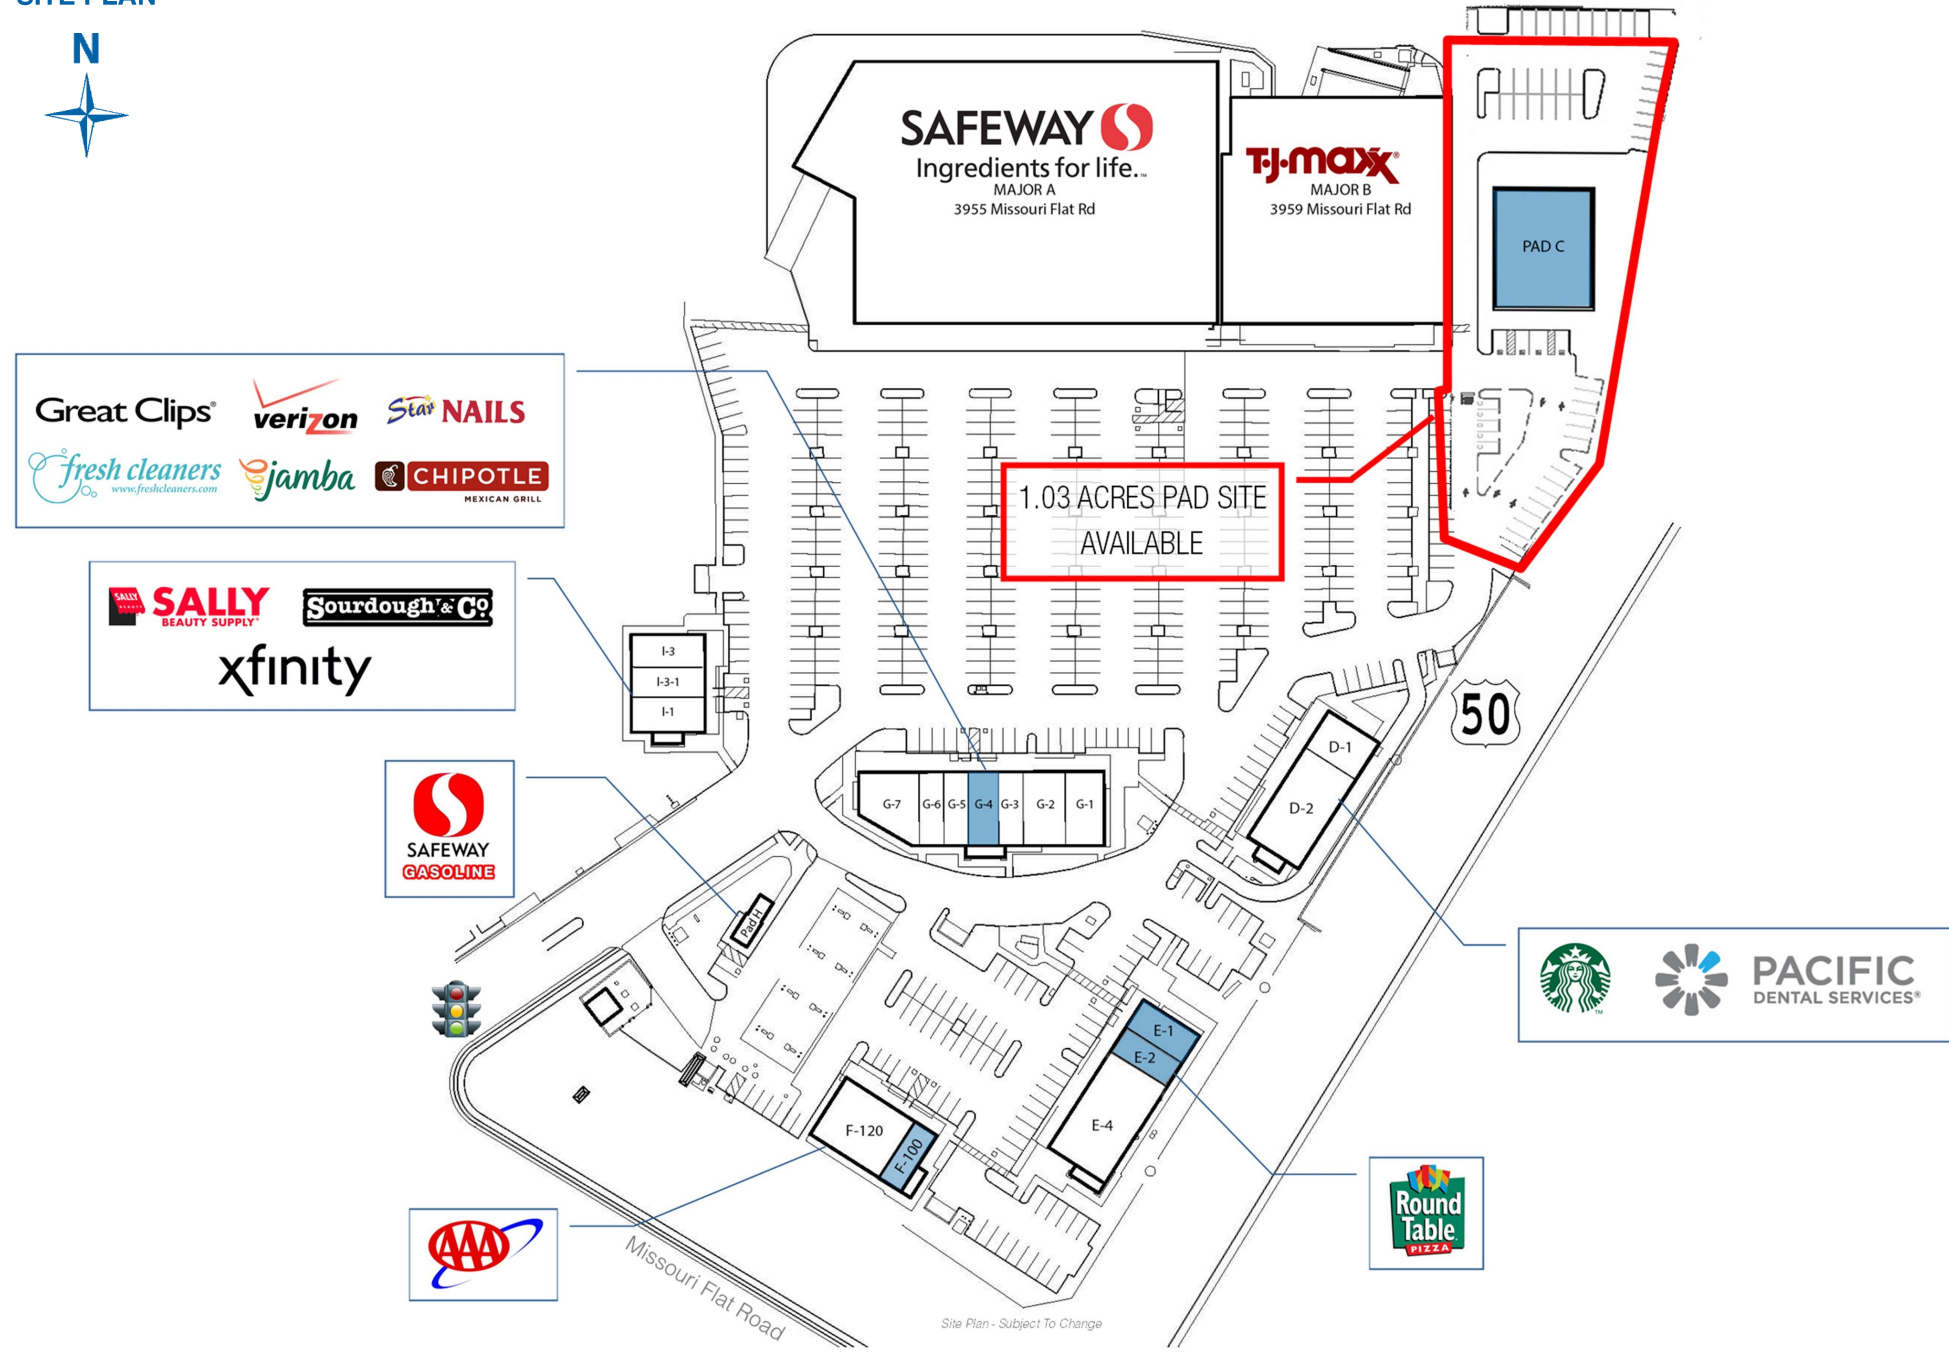 SITE PLAN
N
SAFEWAY
Ingredients for life.™
MAJOR A
3955 Missouri Flat Rd
T·J·maxx®
MAJOR B
3959 Missouri Flat Rd
PAD C
Great Clips®
verizon
Star NAILS
fresh cleaners
www.freshcleaners.com
jamba
CHIPOTLE
MEXICAN GRILL
1.03 ACRES PAD SITE
AVAILABLE
SALLY
SALLY
BEAUTY SUPPLY®
Sourdough & Co
xfinity
I-3
I-3-1
I-1
50
D-1
D-2
SAFEWAY
GASOLINE
G-7
G-6
G-5
G-4
G-3
G-2
G-1
Pad H
PACIFIC
DENTAL SERVICES®
E-1
E-2
E-4
F-120
F-100
Round
Table
PIZZA
AAA
Missouri Flat Road
Site Plan - Subject To Change